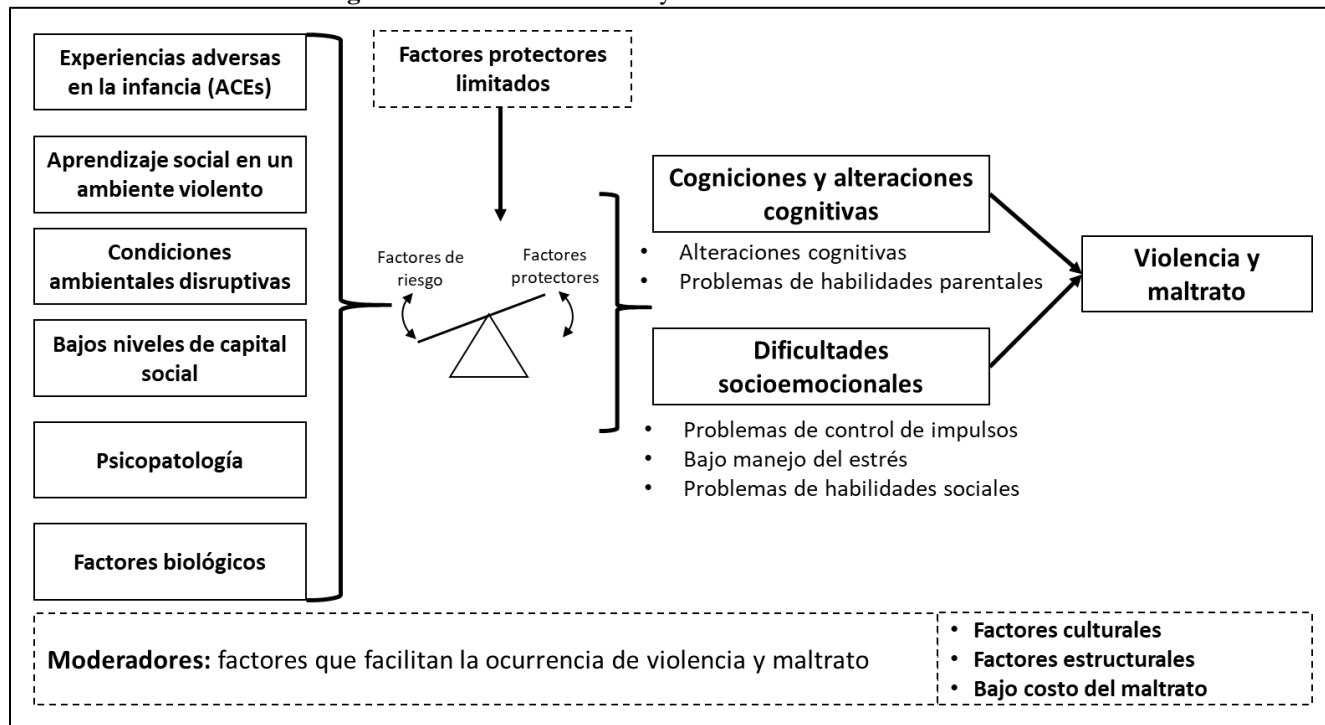 Experiencias adversas
en la infancia (ACEs)
Aprendizaje social en un
ambiente violento
Condiciones
ambientales disruptivas
Bajos niveles de capital
social
Psicopatología
Factores biológicos
Factores protectores
limitados
Factores de
riesgo
Factores
protectores
Cogniciones y alteraciones
cognitivas
• Alteraciones cognitivas
• Problemas de habilidades parentales
Dificultades
socioemocionales
• Problemas de control de impulsos
• Bajo manejo del estrés
• Problemas de habilidades sociales
Violencia y
maltrato
Moderadores: factores que facilitan la ocurrencia de violencia y maltrato
• Factores culturales
• Factores estructurales
• Bajo costo del maltrato